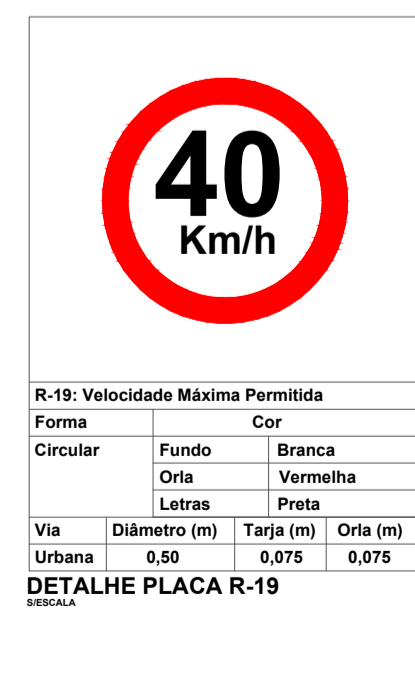 40
Km/h
R-19: Velocidade Máxima Permitida
Forma Cor
Circular Fundo Branca
Orla Vermelha
Letras Preta
Via Diâmetro (m) Tarja (m) Orla (m)
Urbana 0,50 0,075 0,075
DETALHE PLACA R-19
S/ESCALA